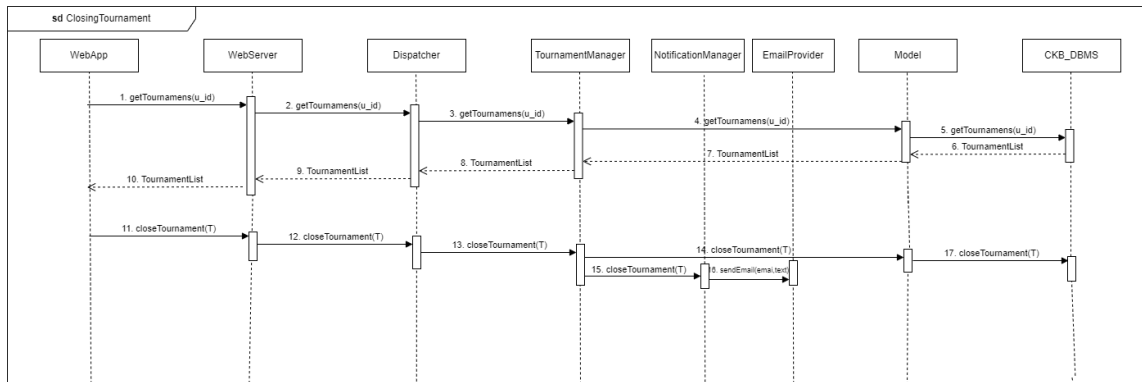 sd ClosingTournament
WebApp
WebServer
Dispatcher
TournamentManager
NotificationManager
EmailProvider
Model
CKB_DBMS
1. getTournamens(u_id)
2. getTournamens(u_id)
3. getTournamens(u_id)
4. getTournamens(u_id)
5. getTournamens(u_id)
6. TournamentList
7. TournamentList
8. TournamentList
9. TournamentList
10. TournamentList
11. closeTournament(T)
12. closeTournament(T)
13. closeTournament(T)
14. closeTournament(T)
17. closeTournament(T)
15. closeTournament(T)
16. sendEmail(emai,text)